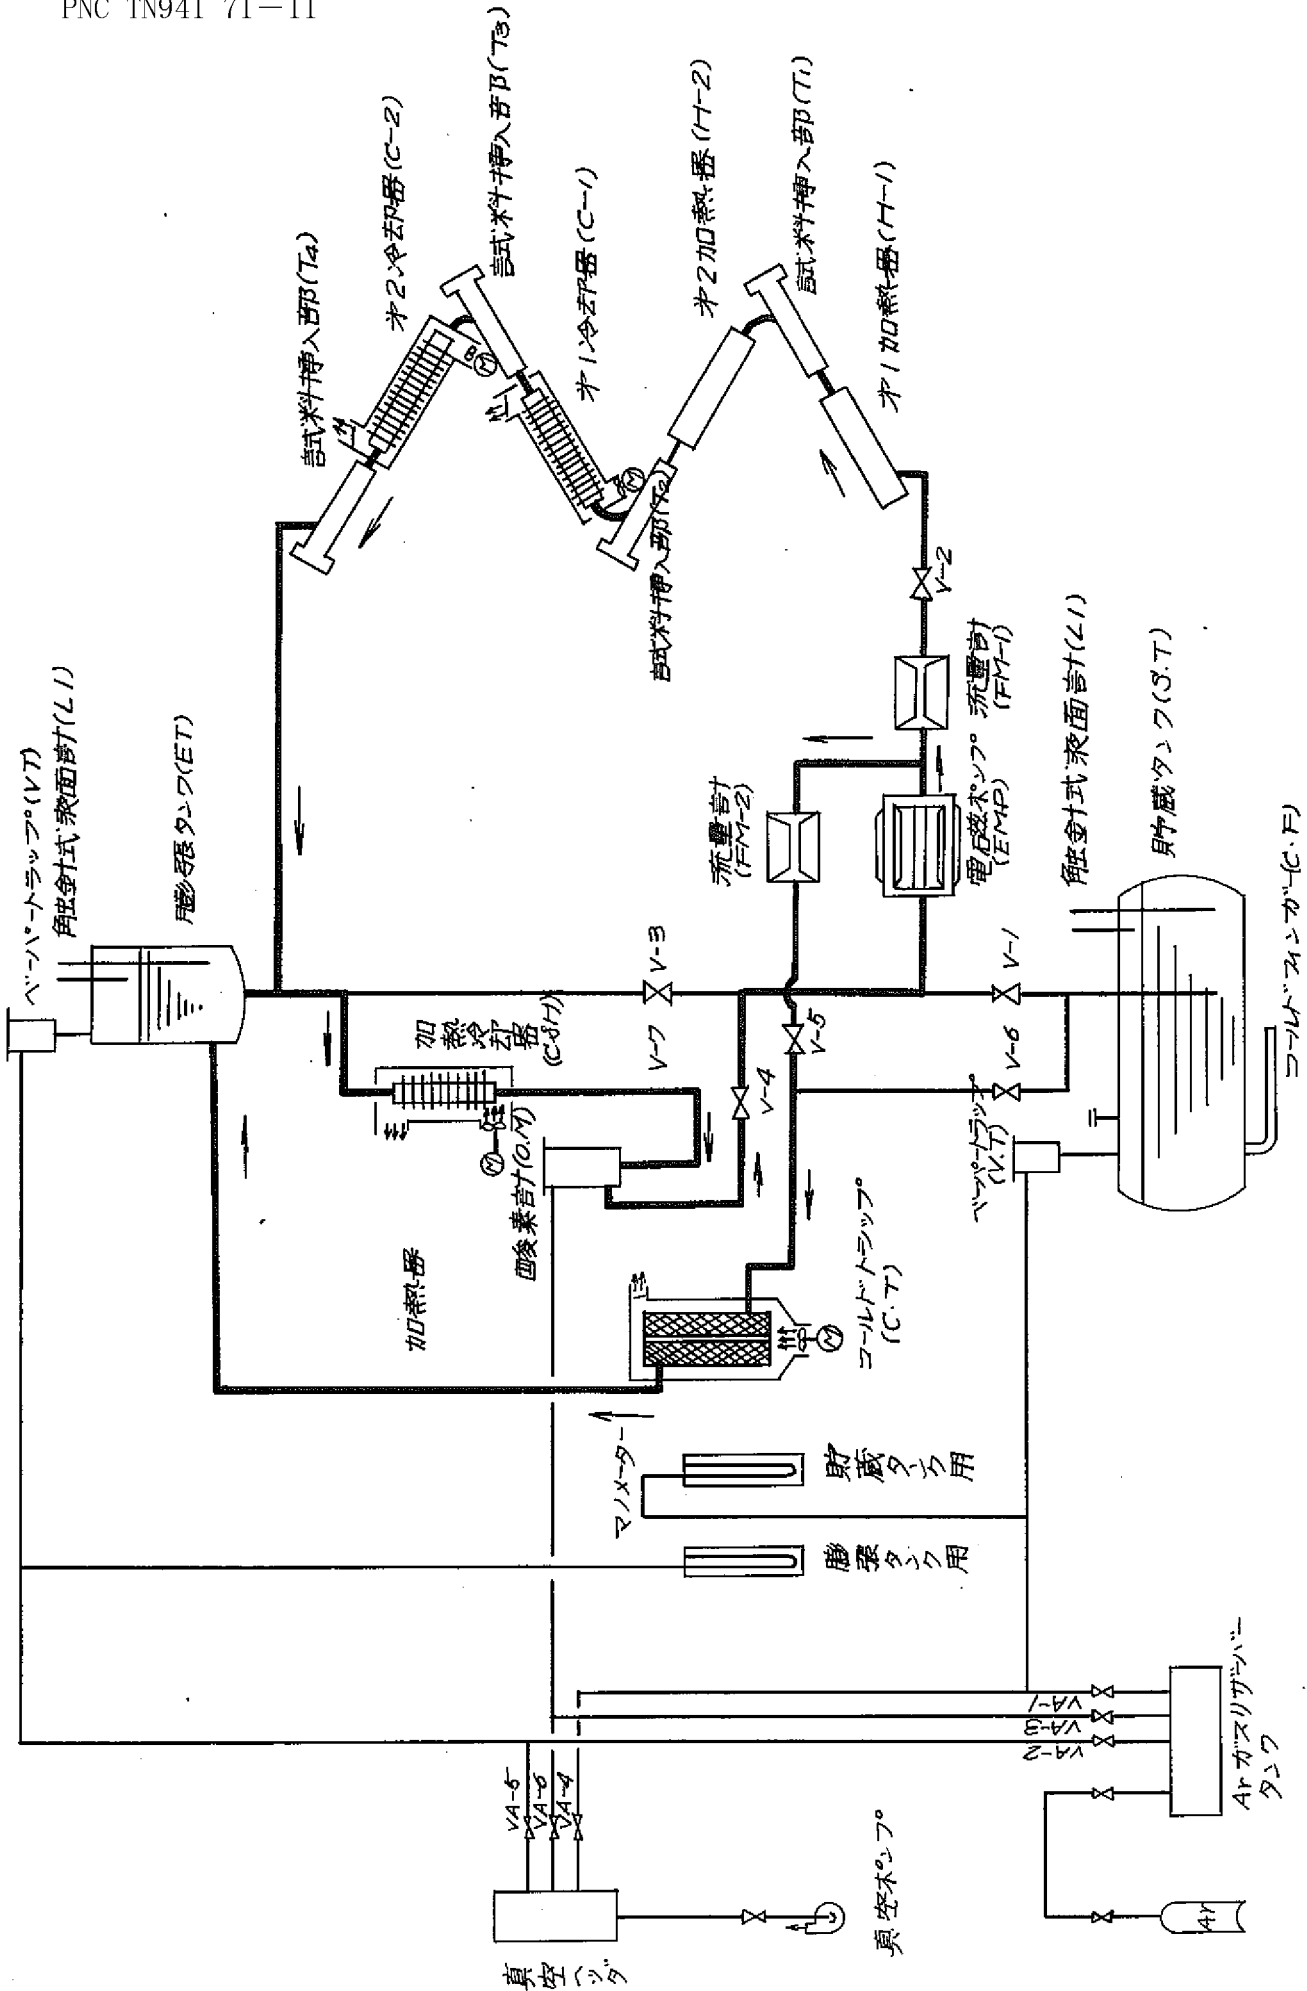 PNC TN941 71-11
ベーパートラップ(VT)
触針式液面計(LI)
膨張タンク(ET)
試料挿入部(T4)
才2冷却器(C-2)
試料挿入部(T3)
才1冷却器(C-1)
才2加熱器(H-2)
試料挿入部(T1)
才1加熱器(H-1)
試料挿入部(T2)
M
M
V-2
流量計
(FM-1)
電磁ポンプ
(EMP)
流量計
(FM-2)
触針式液面計(LI)
貯蔵タンク(S.T)
コールドフィンガー(C.F)
V-3
V-7
V-1
V-5
V-6
V-4
加熱冷却器
(C&H)
M
酸素計(O.M)
ベーパートラップ
(V.T)
加熱器
コールドトラップ
(C.T)
M
マノメーター
貯蔵タンク用
膨張タンク用
VA-1
VA-3
VA-2
VA-5
VA-6
VA-4
Arガスリザーバー
タンク
真空ヘッダ
真空ポンプ
Ar